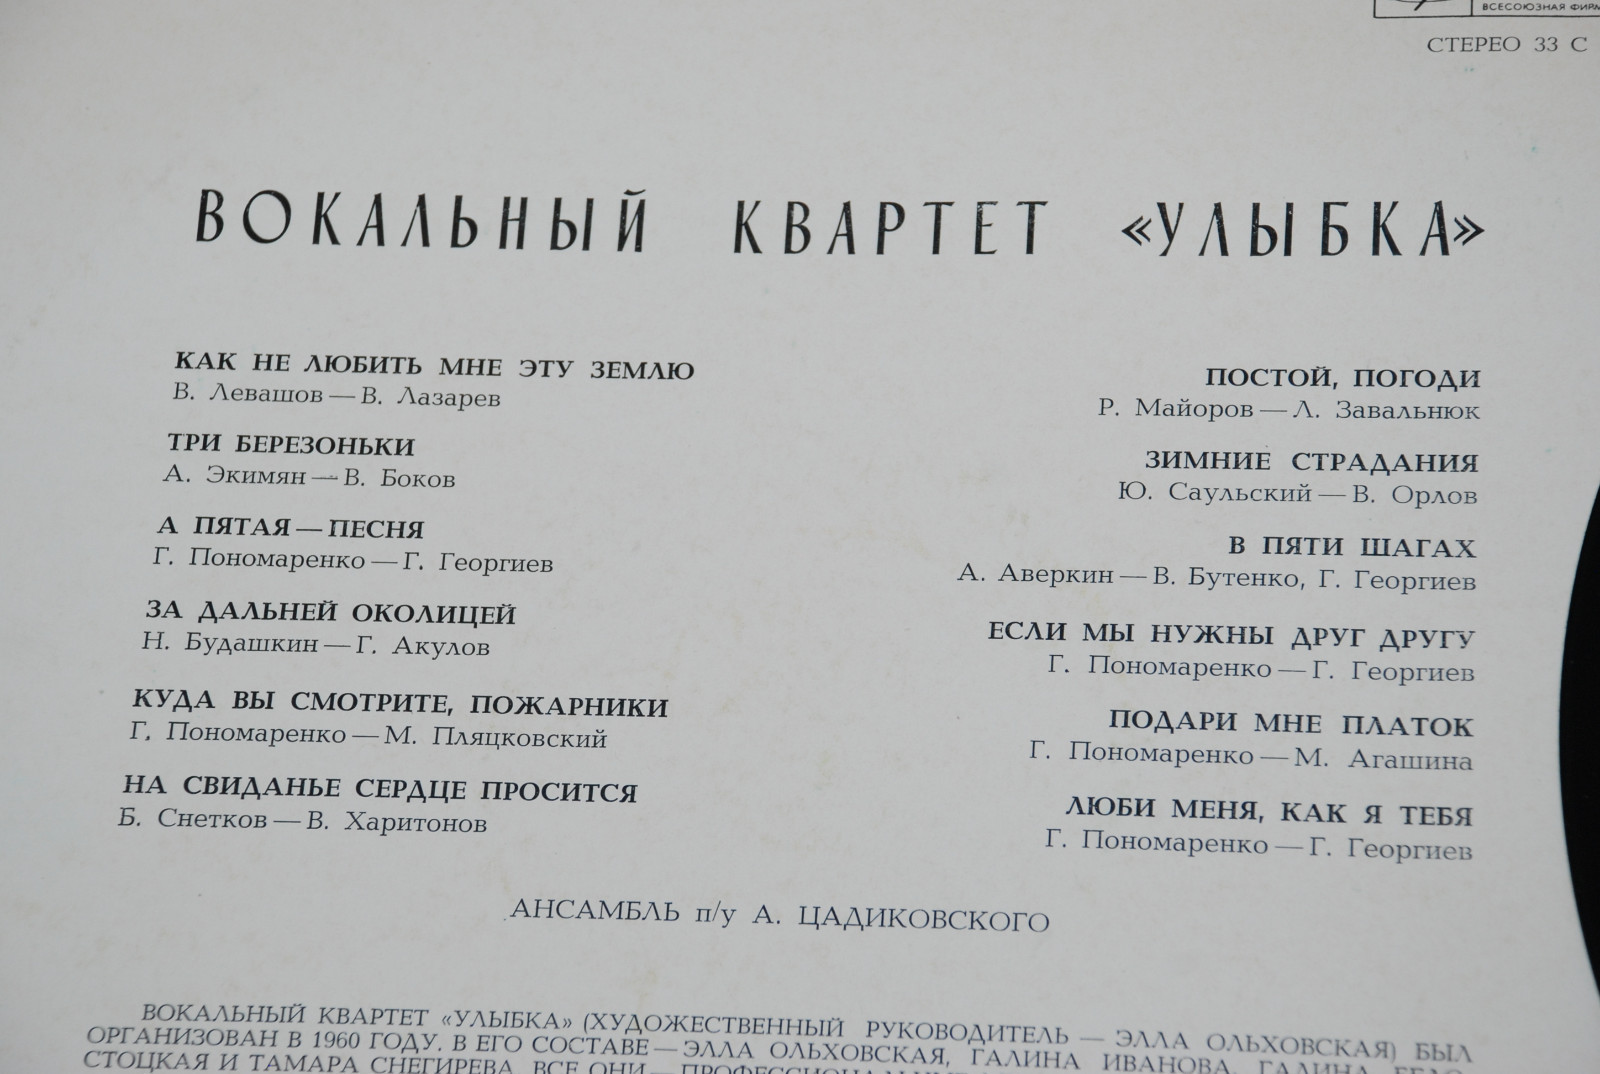 ВСЕСОЮЗНАЯ
СТЕРЕО 33 С
ВОКАЛЬНЫЙ КВАРТЕТ «УЛЫБКА»
КАК НЕ ЛЮБИТЬ МНЕ ЭТУ ЗЕМЛЮ
В. Левашов — В. Лазарев
ТРИ БЕРЕЗОНЬКИ
А. Экимян — В. Боков
А ПЯТАЯ — ПЕСНЯ
Г. Пономаренко — Г. Георгиев
ЗА ДАЛЬНЕЙ ОКОЛИЦЕЙ
Н. Будашкин — Г. Акулов
КУДА ВЫ СМОТРИТЕ, ПОЖАРНИКИ
Г. Пономаренко — М. Пляцковский
НА СВИДАНЬЕ СЕРДЦЕ ПРОСИТСЯ
Б. Снетков — В. Харитонов
ПОСТОЙ, ПОГОДИ
Р. Майоров — Л. Завальнюк
ЗИМНИЕ СТРАДАНИЯ
Ю. Саульский — В. Орлов
В ПЯТИ ШАГАХ
А. Аверкин — В. Бутенко, Г. Георгиев
ЕСЛИ МЫ НУЖНЫ ДРУГ ДРУГУ
Г. Пономаренко — Г. Георгиев
ПОДАРИ МНЕ ПЛАТОК
Г. Пономаренко — М. Агашина
ЛЮБИ МЕНЯ, КАК Я ТЕБЯ
Г. Пономаренко — Г. Георгиев
АНСАМБЛЬ п/у А. ЦАДИКОВСКОГО
ВОКАЛЬНЫЙ КВАРТЕТ «УЛЫБКА» (ХУДОЖЕСТВЕННЫЙ РУКОВОДИТЕЛЬ — ЭЛЛА ОЛЬХОВСКАЯ) БЫЛ
ОРГАНИЗОВАН В 1960 ГОДУ. В ЕГО СОСТАВЕ — ЭЛЛА ОЛЬХОВСКАЯ, ГАЛИНА ИВАНОВА, ГАЛИНА
СТОЦКАЯ И ТАМАРА СНЕГИРЕВА. ВСЕ ОНИ —